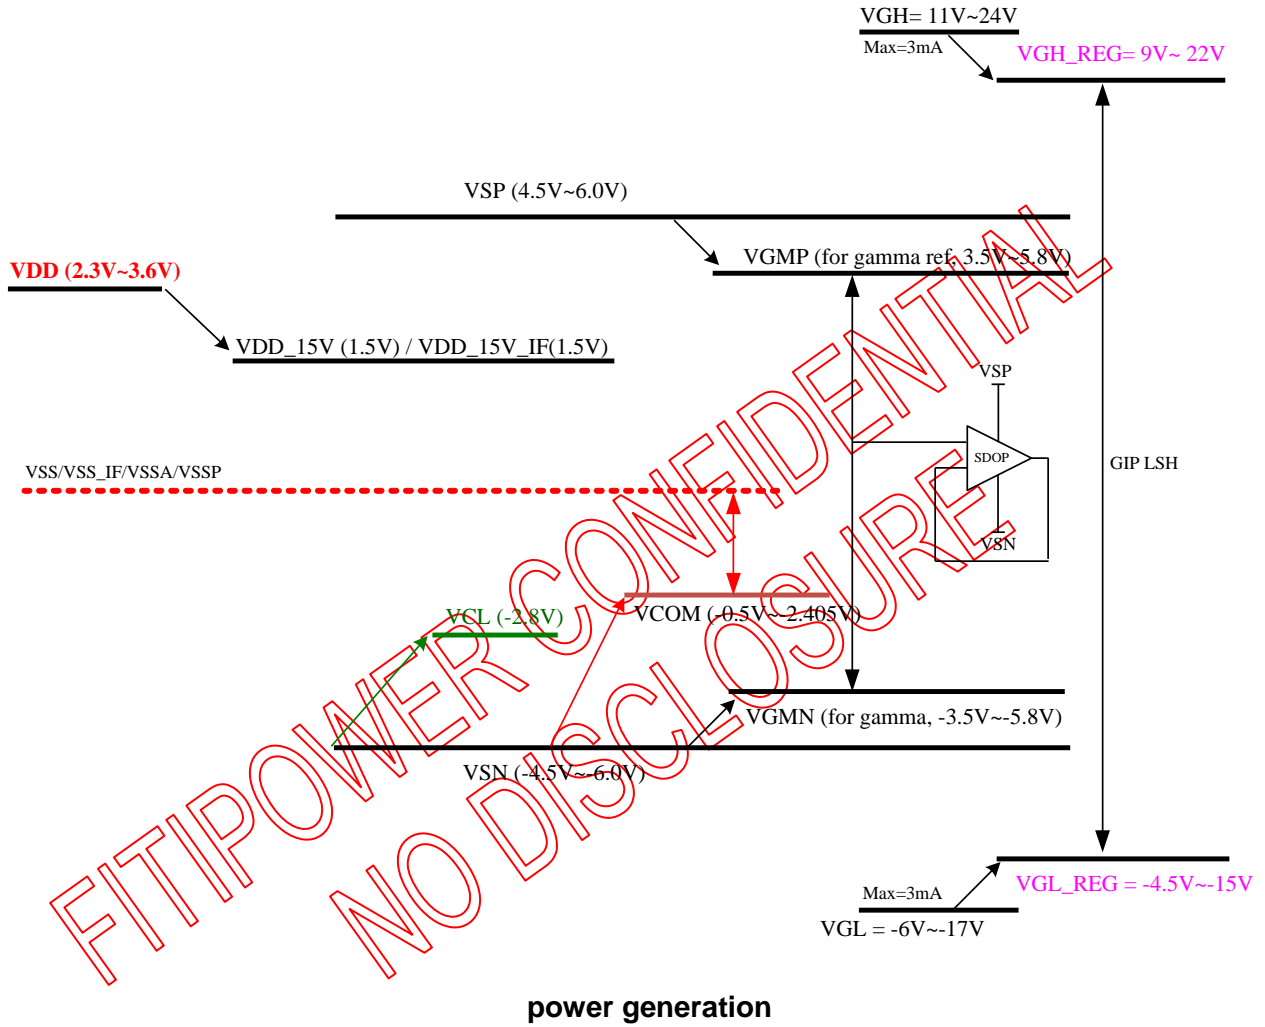 VGH= 11V~24V
Max=3mA
VGH_REG= 9V~ 22V
VSP (4.5V~6.0V)
VGMP (for gamma ref, 3.5V~5.8V)
VDD (2.3V~3.6V)
VDD_15V (1.5V) / VDD_15V_IF(1.5V)
VSP
SDOP
GIP LSH
VSS/VSS_IF/VSSA/VSSP
VSN
VCOM (-0.5V~-2.405V)
VCL (-2.8V)
VGMN (for gamma, -3.5V~-5.8V)
VSN (-4.5V~-6.0V)
VGL_REG = -4.5V~-15V
Max=3mA
VGL = -6V~-17V
FITIPOWER CONFIDENTIAL
NO DISCLOSURE
power generation